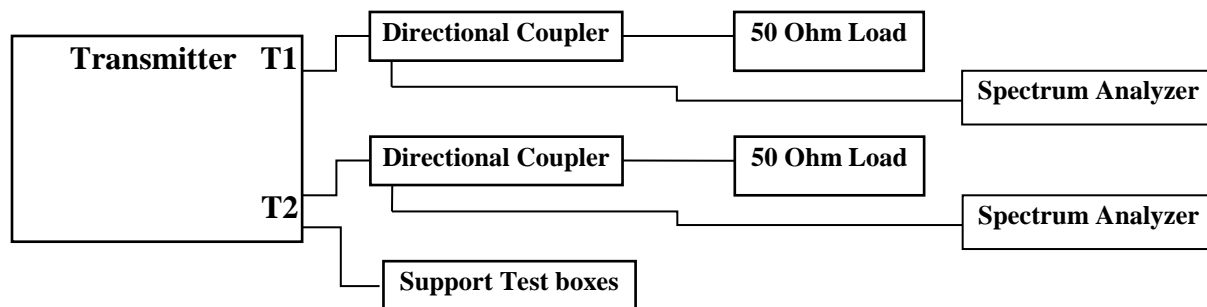 Directional Coupler
50 Ohm Load
Transmitter T1
Spectrum Analyzer
Directional Coupler
50 Ohm Load
T2
Spectrum Analyzer
Support Test boxes